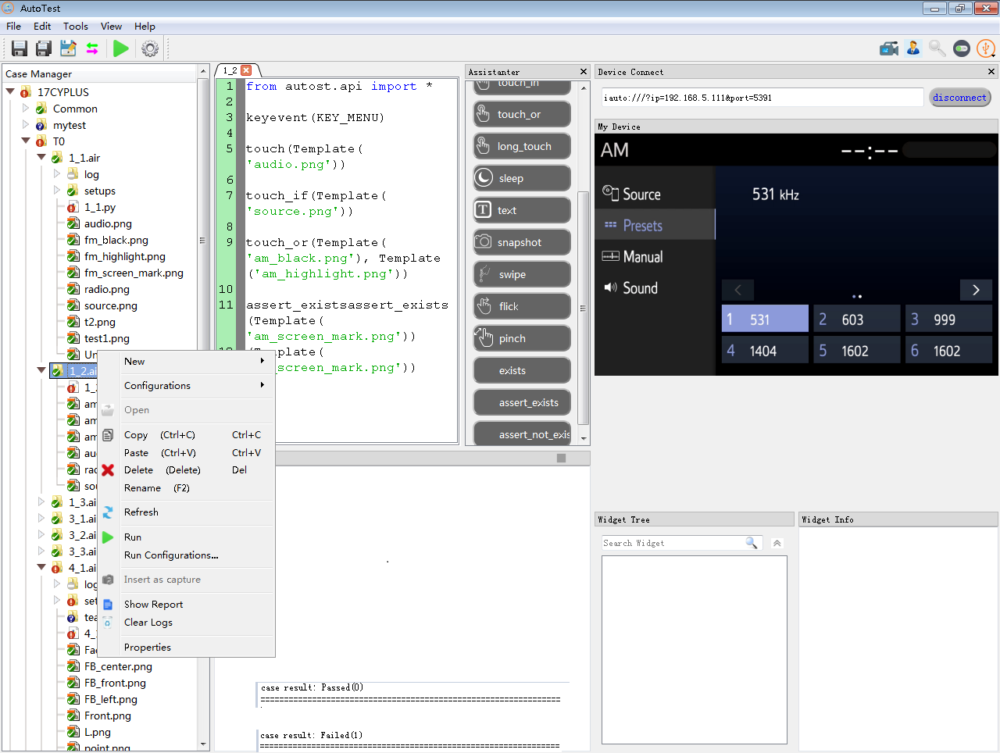 AutoTest
File Edit Tools View Help
Case Manager
17CYPLUS
Common
mytest
T0
1_1.air
log
setups
1_1.py
audio.png
fm_black.png
fm_highlight.png
fm_screen_mark.png
radio.png
source.png
t2.png
test1.png
Un
1_2.ai
1_
am
am
am
au
rac
sou
1_3.ai
3_1.ai
3_2.ai
3_3.ai
4_1.ai
log
set
tea
4_
Fac
FB_center.png
FB_front.png
FB_left.png
Front.png
L.png
point.png
New
Configurations
Open
Copy (Ctrl+C) Ctrl+C
Paste (Ctrl+V) Ctrl+V
Delete (Delete) Del
Rename (F2)
Refresh
Run
Run Configurations...
Insert as capture
Show Report
Clear Logs
Properties
1_2
1 from autost.api import *
2
3 keyevent(KEY_MENU)
4
5 touch(Template(
'audio.png'))
6
7 touch_if(Template(
'source.png'))
8
9 touch_or(Template(
'am_black.png'), Template
('am_highlight.png'))
10
11 assert_existsassert_exists
(Template(
'am_screen_mark.png'))
12 (Template(
_screen_mark.png'))
case result: Passed(0)
================================================================
case result: Failed(1)
================================================================
Assistanter
touch_in
touch_or
long_touch
sleep
text
snapshot
swipe
flick
pinch
exists
assert_exists
assert_not_exis
Device Connect
iauto:///?ip=192.168.5.111&port=5391
disconnect
My Device
AM --:--
Source
Presets
Manual
Sound
531 kHz
1 531 2 603 3 999
4 1404 5 1602 6 1602
Widget Tree
Search Widget
Widget Info